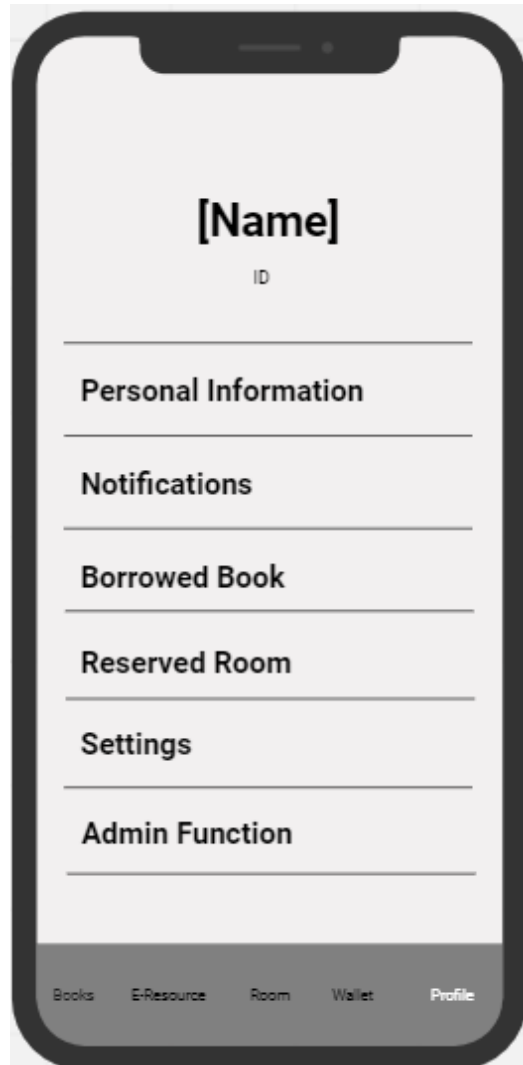 [Name]
ID
Personal Information
Notifications
Borrowed Book
Reserved Room
Settings
Admin Function
Books E-Resource Room Wallet Profile